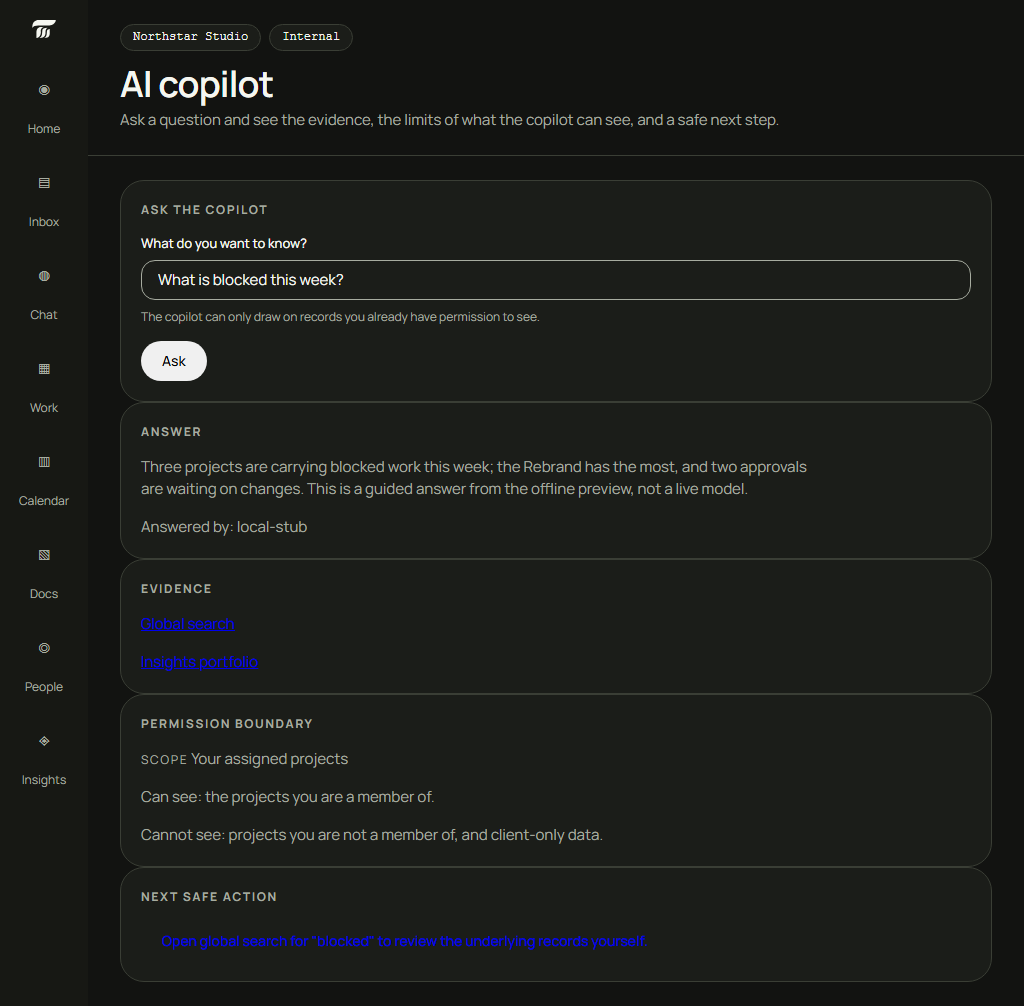 Northstar Studio
Internal
AI copilot
Ask a question and see the evidence, the limits of what the copilot can see, and a safe next step.
Home
Inbox
Chat
Work
Calendar
Docs
People
Insights
ASK THE COPILOT
What do you want to know?
What is blocked this week?
The copilot can only draw on records you already have permission to see.
Ask
ANSWER
Three projects are carrying blocked work this week; the Rebrand has the most, and two approvals
are waiting on changes. This is a guided answer from the offline preview, not a live model.
Answered by: local-stub
EVIDENCE
Global search
Insights portfolio
PERMISSION BOUNDARY
SCOPE Your assigned projects
Can see: the projects you are a member of.
Cannot see: projects you are not a member of, and client-only data.
NEXT SAFE ACTION
Open global search for "blocked" to review the underlying records yourself.